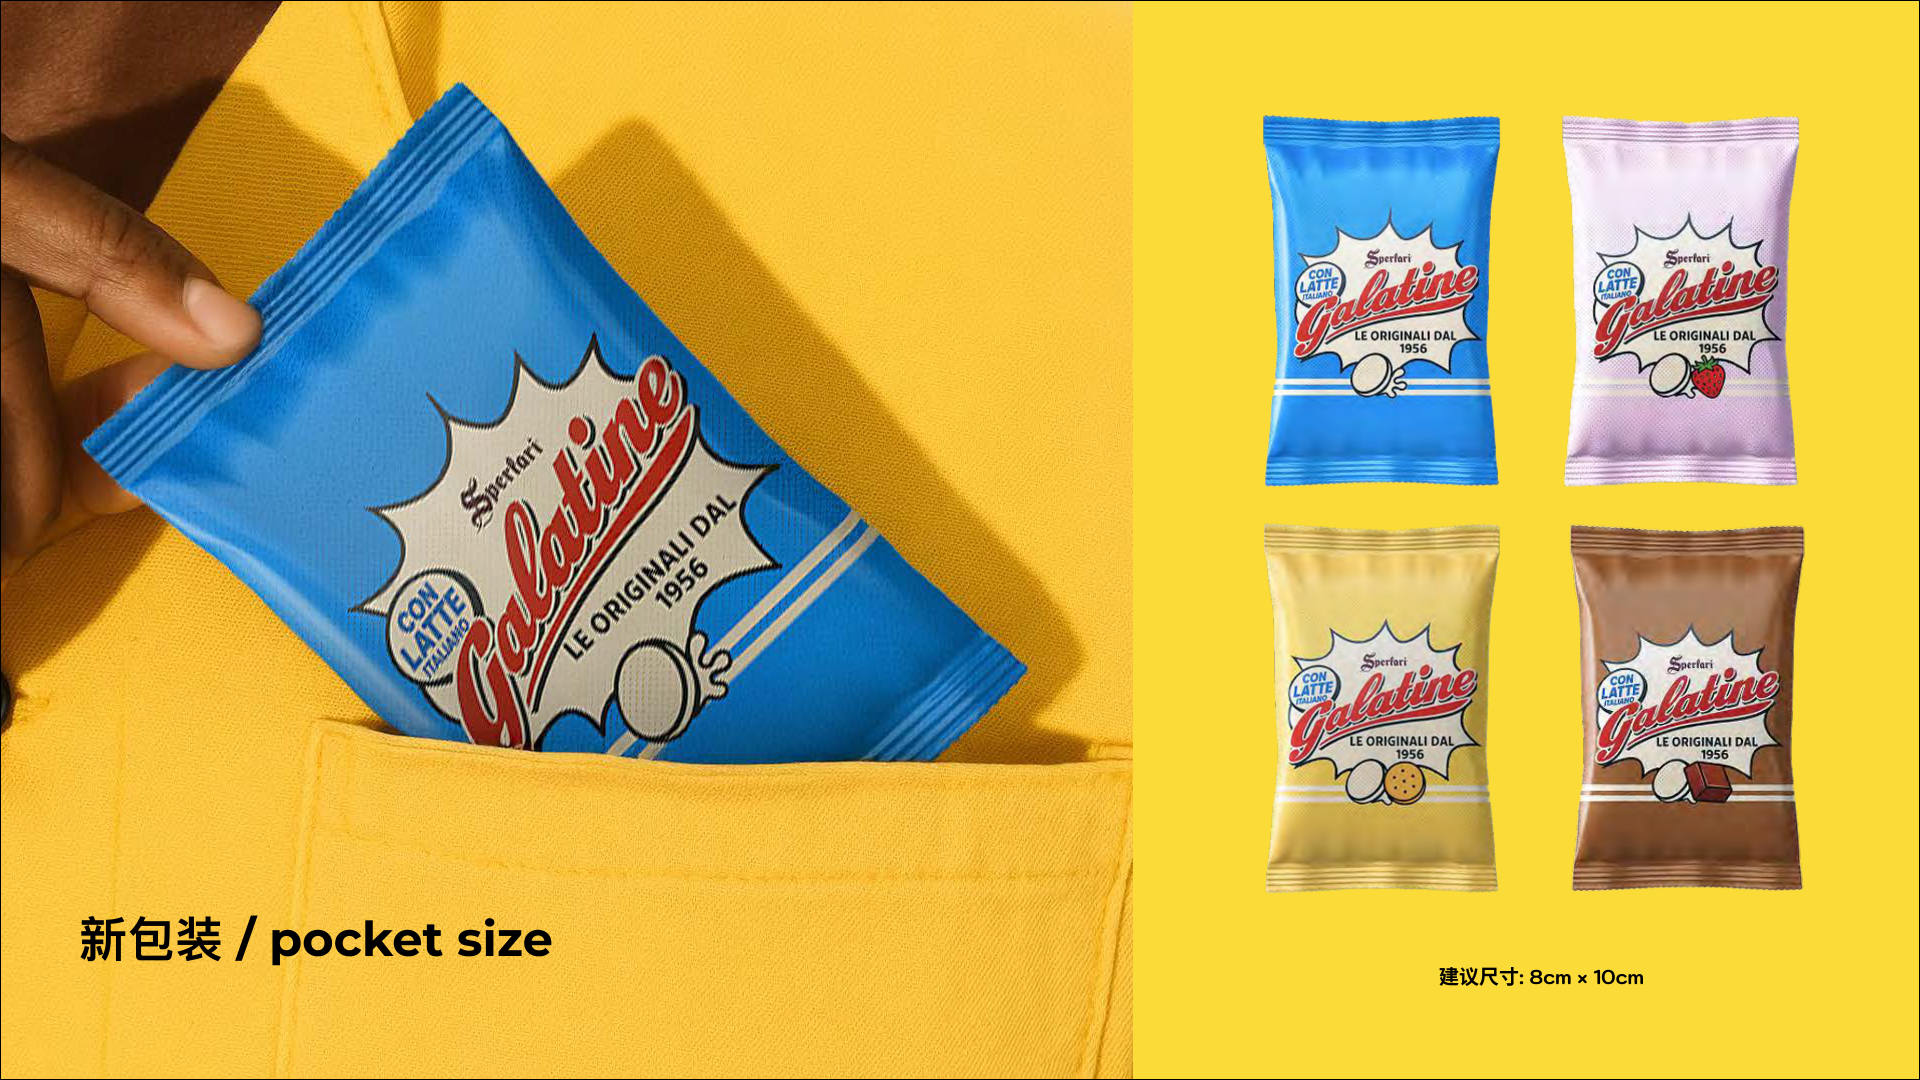 Sperlari
Galatine
CON
LATTE
ITALIANO
LE ORIGINALI DAL
1956
新包装 / pocket size
Sperlari
CON
LATTE
ITALIANO
Galatine
LE ORIGINALI DAL
1956
Sperlari
CON
LATTE
ITALIANO
Galatine
LE ORIGINALI DAL
1956
Sperlari
CON
LATTE
ITALIANO
Galatine
LE ORIGINALI DAL
1956
Sperlari
CON
LATTE
ITALIANO
Galatine
LE ORIGINALI DAL
1956
建议尺寸: 8cm × 10cm